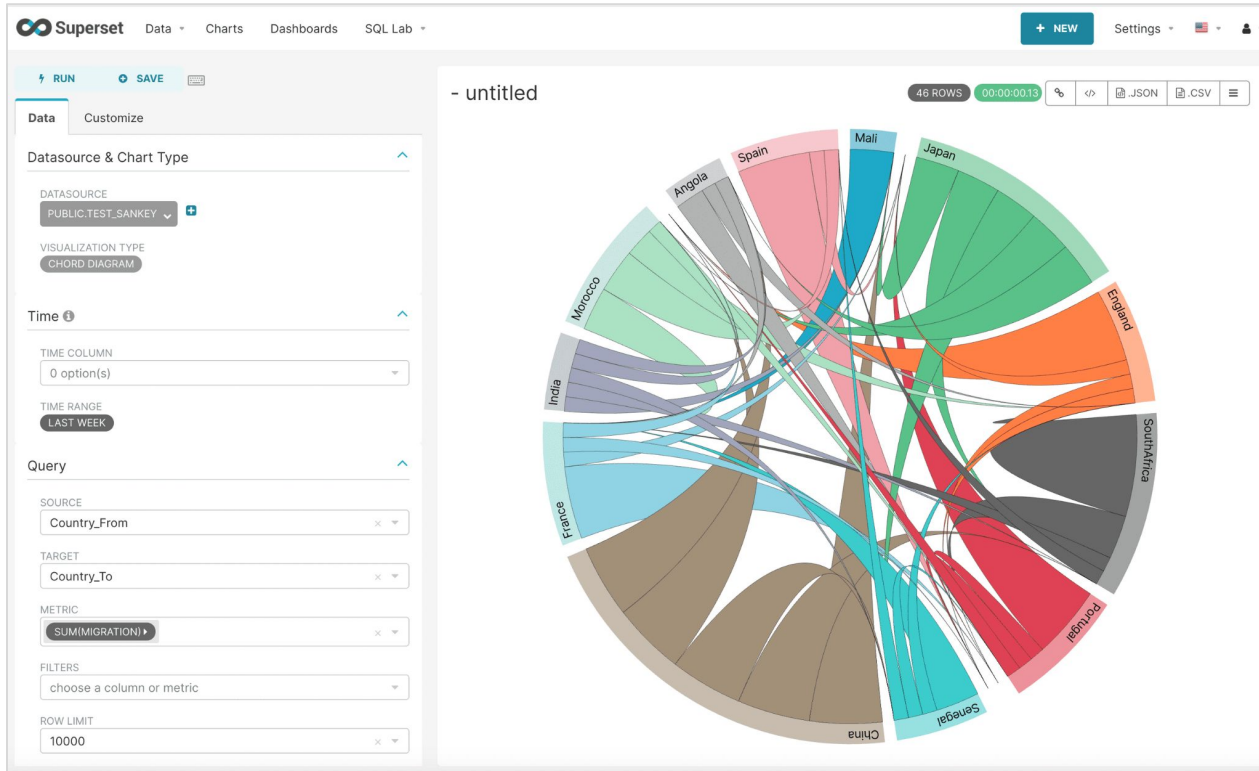 Superset Data Charts Dashboards SQL Lab + NEW Settings
RUN SAVE
Data Customize
Datasource & Chart Type
DATASOURCE
PUBLIC.TEST_SANKEY
VISUALIZATION TYPE
CHORD DIAGRAM
Time
TIME COLUMN
0 option(s)
TIME RANGE
LAST WEEK
Query
SOURCE
Country_From
TARGET
Country_To
METRIC
SUM(MIGRATION)
FILTERS
choose a column or metric
ROW LIMIT
10000
- untitled
46 ROWS 00:00:00.13 </> .JSON .CSV
Mali
Japan
England
SouthAfrica
Portugal
Senegal
China
France
India
Morocco
Angola
Spain